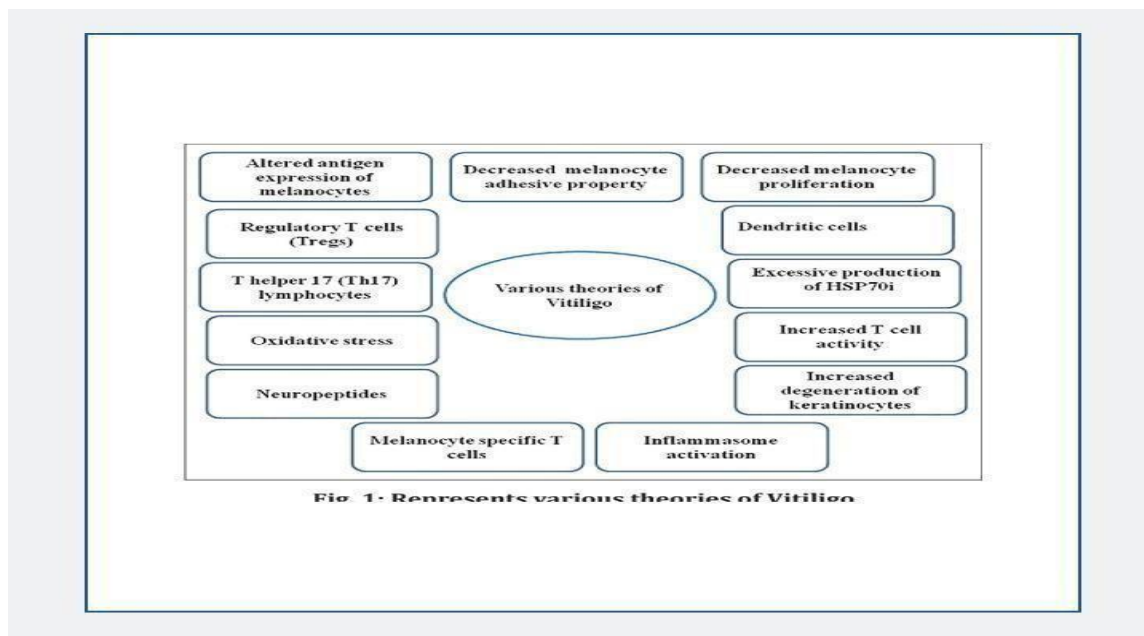 Altered antigen
expression of
melanocytes
Decreased melanocyte
adhesive property
Decreased melanocyte
proliferation
Regulatory T cells
(Tregs)
Dendritic cells
T helper 17 (Th17)
lymphocytes
Various theories of
Vitiligo
Excessive production
of HSP70i
Oxidative stress
Increased T cell
activity
Neuropeptides
Increased
degeneration of
keratinocytes
Melanocyte specific T
cells
Inflammasome
activation
Fig. 1: Represents various theories of Vitiligo